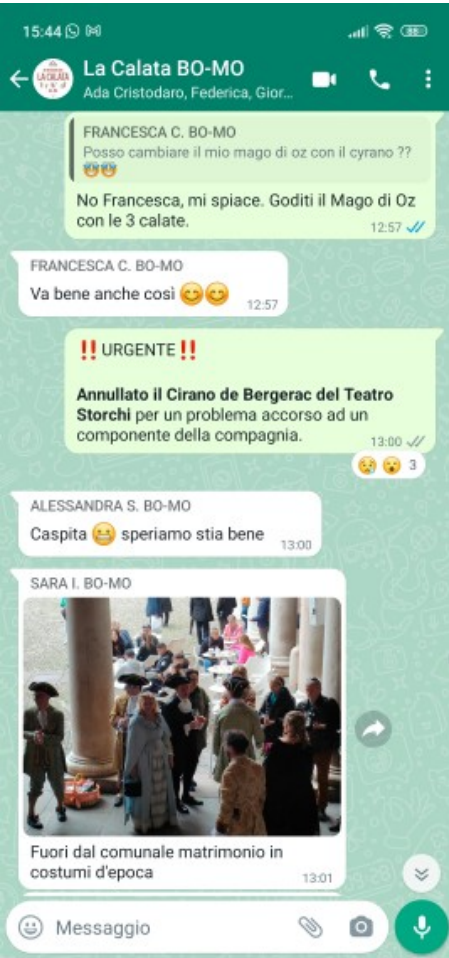 15:44
88
La Calata BO-MO
Ada Cristodaro, Federica, Gior...
FRANCESCA C. BO-MO
Posso cambiare il mio mago di oz con il cyrano ??
No Francesca, mi spiace. Goditi il Mago di Oz
con le 3 calate.
12:57
FRANCESCA C. BO-MO
Va bene anche così
12:57
‼️ URGENTE ‼️
Annullato il Cirano de Bergerac del Teatro
Storchi per un problema accorso ad un
componente della compagnia.
13:00
3
ALESSANDRA S. BO-MO
Caspita 😬 speriamo stia bene
13:00
SARA I. BO-MO
Fuori dal comunale matrimonio in
costumi d'epoca
13:01
Messaggio